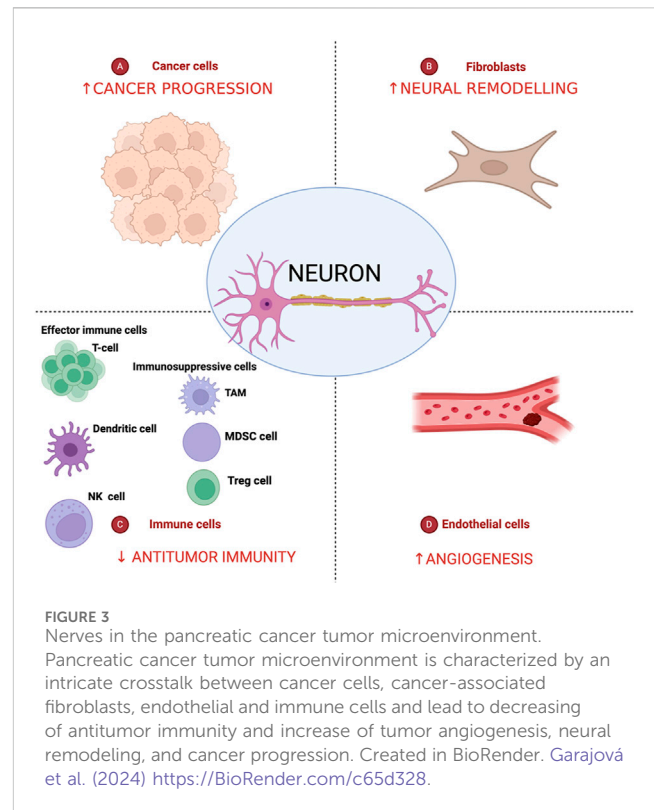 A Cancer cells
↑CANCER PROGRESSION
B Fibroblasts
↑NEURAL REMODELLING
NEURON
Effector immune cells
T-cell
Immunosuppressive cells
TAM
Dendritic cell
MDSC cell
Treg cell
NK cell
C Immune cells
↓ ANTITUMOR IMMUNITY
D Endothelial cells
↑ANGIOGENESIS
FIGURE 3
Nerves in the pancreatic cancer tumor microenvironment.
Pancreatic cancer tumor microenvironment is characterized by an
intricate crosstalk between cancer cells, cancer-associated
fibroblasts, endothelial and immune cells and lead to decreasing
of antitumor immunity and increase of tumor angiogenesis, neural
remodeling, and cancer progression. Created in BioRender. Garajová
et al. (2024) https://BioRender.com/c65d328.